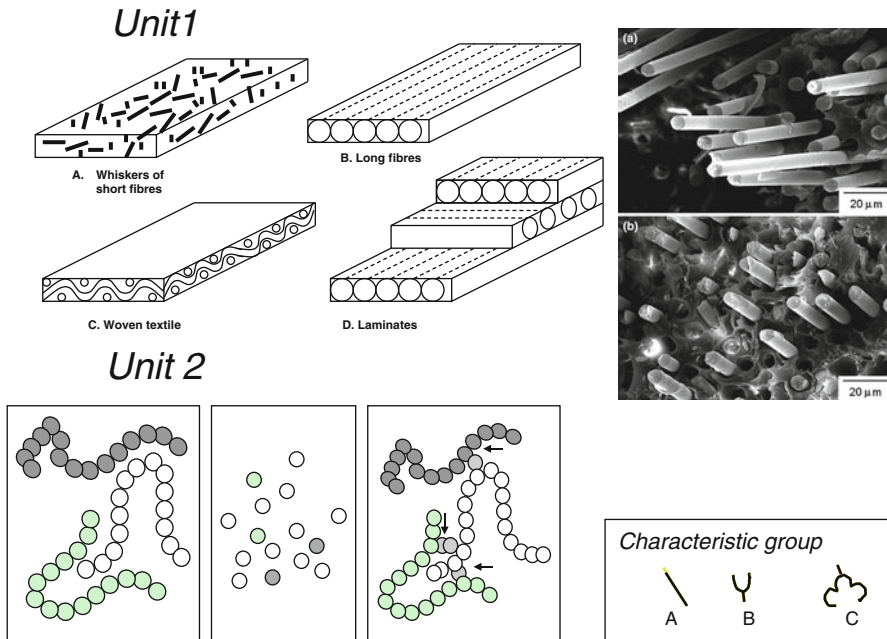 Unit1
A. Whiskers of
short fibres
B. Long fibres
C. Woven textile
D. Laminates
(a)
20 µm
(b)
20 µm
Unit 2
Characteristic group
A
B
C